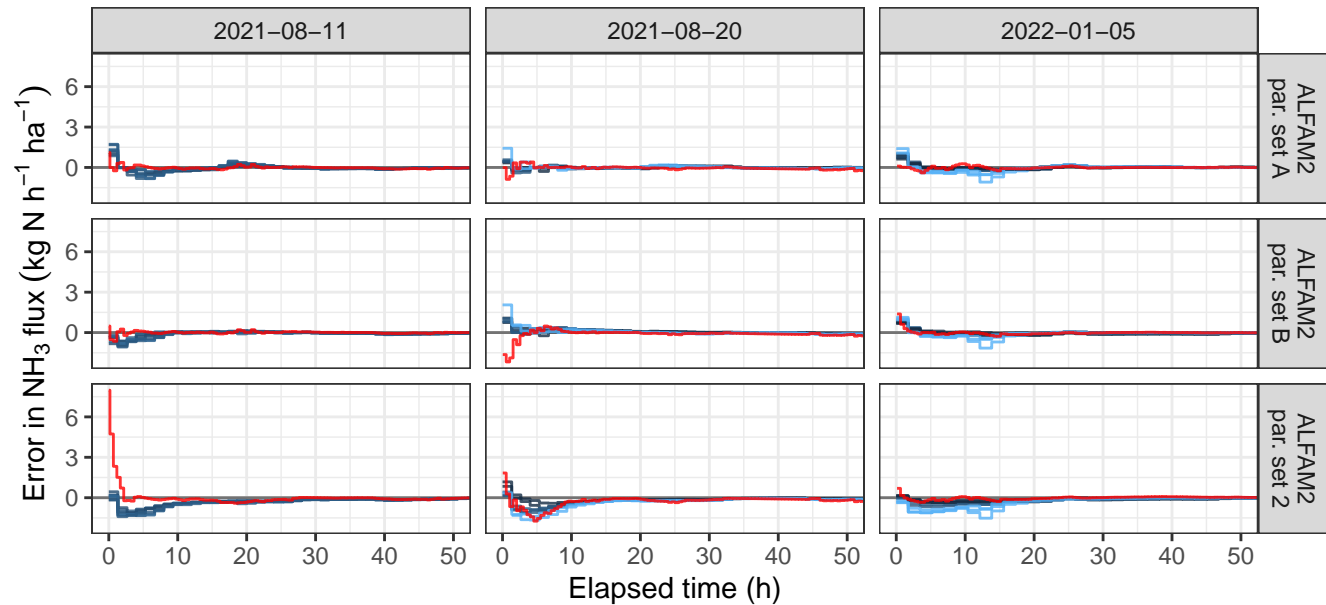 2021−08−11
2021−08−20
2022−01−05
Error in NH₃ flux (kg N h⁻¹ ha⁻¹)
6
3
0
ALFAM2
par. set A
6
3
0
ALFAM2
par. set B
6
3
0
ALFAM2
par. set 2
0 10 20 30 40 50
0 10 20 30 40 50
0 10 20 30 40 50
Elapsed time (h)